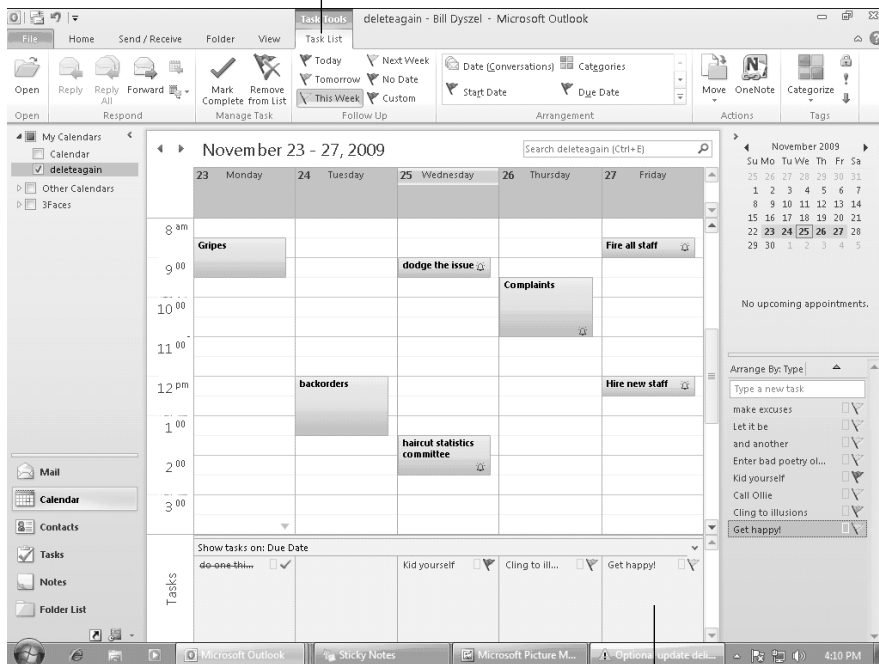 Task Tools deleteagain - Bill Dyszel - Microsoft Outlook
File Home Send / Receive Folder View Task List
Open Reply Reply All Forward
Mark Complete Remove from List
Today Next Week
Tomorrow No Date
This Week Custom
Date (Conversations) Categories
Start Date Due Date
Move OneNote Categorize
Open Respond Manage Task Follow Up Arrangement Actions Tags
My Calendars
Calendar
deleteagain
Other Calendars
3Faces
Mail
Calendar
Contacts
Tasks
Notes
Folder List
November 23 - 27, 2009
Search deleteagain (Ctrl+E)
23 Monday 24 Tuesday 25 Wednesday 26 Thursday 27 Friday
8 am
9 00
10 00
11 00
12 pm
1 00
2 00
3 00
Gripes
Fire all staff
dodge the issue
Complaints
backorders
Hire new staff
haircut statistics
committee
Tasks
Show tasks on: Due Date
do one thi...
Kid yourself
Cling to ill...
Get happy!
November 2009
Su Mo Tu We Th Fr Sa
25 26 27 28 29 30 31
1 2 3 4 5 6 7
8 9 10 11 12 13 14
15 16 17 18 19 20 21
22 23 24 25 26 27 28
29 30 1 2 3 4 5
No upcoming appointments.
Arrange By: Type
Type a new task
make excuses
Let it be
and another
Enter bad poetry ol...
Kid yourself
Call Ollie
Cling to illusions
Get happy!
Microsoft Outlook Sticky Notes Microsoft Picture M... Optional update deli... 4:10 PM